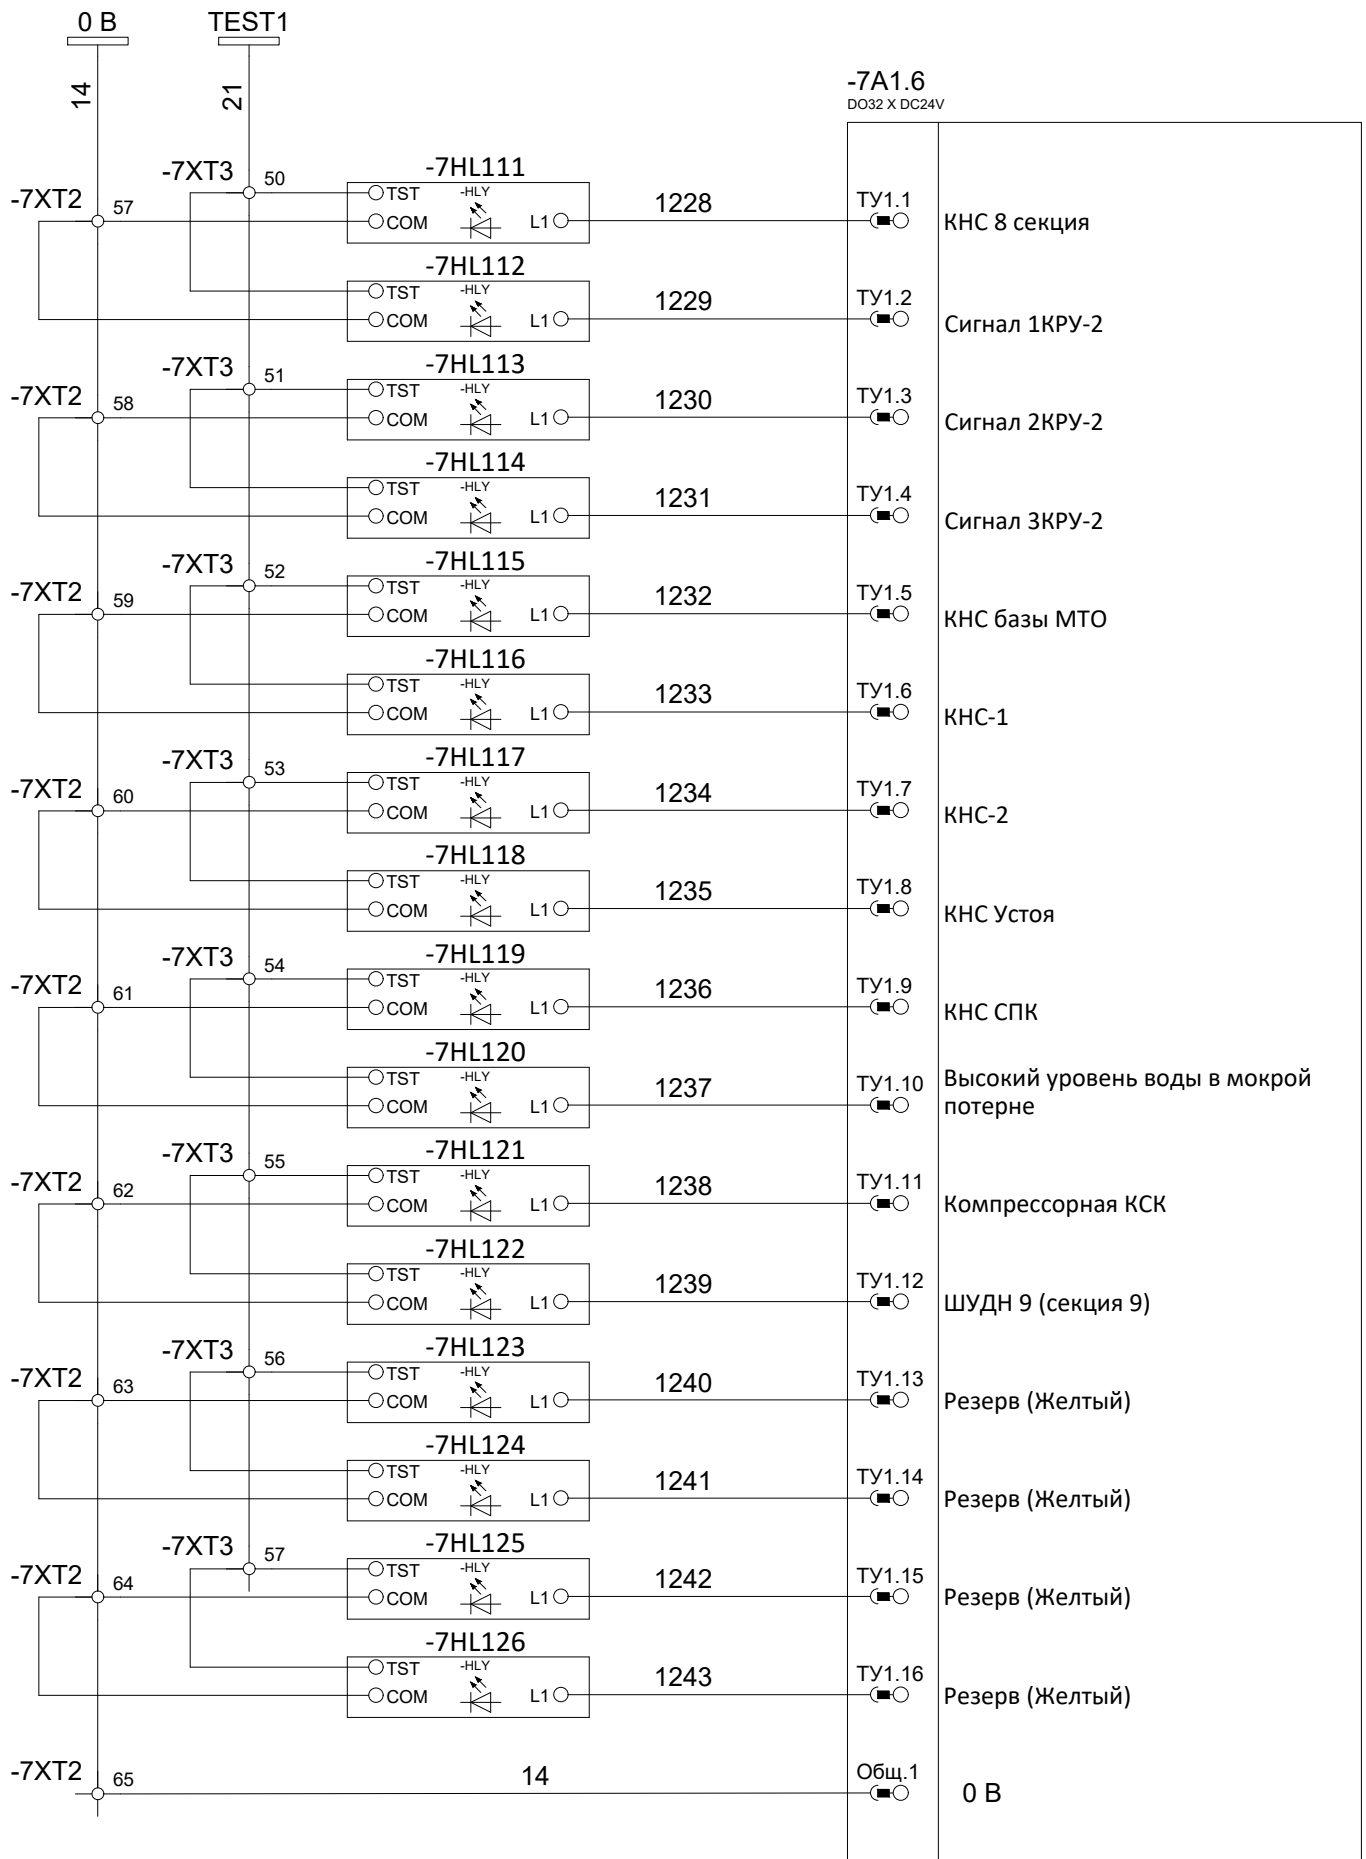 0 В
TEST1
14
21
-7A1.6
DO32 X DC24V
-7XT3
50
-7HL111
-7XT2
57
TST
-HLY
COM
L1
1228
ТУ1.1
КНС 8 секция
-7HL112
TST
-HLY
COM
L1
1229
ТУ1.2
Сигнал 1КРУ-2
-7XT3
51
-7HL113
-7XT2
58
TST
-HLY
COM
L1
1230
ТУ1.3
Сигнал 2КРУ-2
-7HL114
TST
-HLY
COM
L1
1231
ТУ1.4
Сигнал 3КРУ-2
-7XT3
52
-7HL115
-7XT2
59
TST
-HLY
COM
L1
1232
ТУ1.5
КНС базы МТО
-7HL116
TST
-HLY
COM
L1
1233
ТУ1.6
КНС-1
-7XT3
53
-7HL117
-7XT2
60
TST
-HLY
COM
L1
1234
ТУ1.7
КНС-2
-7HL118
TST
-HLY
COM
L1
1235
ТУ1.8
КНС Устоя
-7XT3
54
-7HL119
-7XT2
61
TST
-HLY
COM
L1
1236
ТУ1.9
КНС СПК
-7HL120
TST
-HLY
COM
L1
1237
ТУ1.10
Высокий уровень воды в мокрой
потерне
-7XT3
55
-7HL121
-7XT2
62
TST
-HLY
COM
L1
1238
ТУ1.11
Компрессорная КСК
-7HL122
TST
-HLY
COM
L1
1239
ТУ1.12
ШУДН 9 (секция 9)
-7XT3
56
-7HL123
-7XT2
63
TST
-HLY
COM
L1
1240
ТУ1.13
Резерв (Желтый)
-7HL124
TST
-HLY
COM
L1
1241
ТУ1.14
Резерв (Желтый)
-7XT3
57
-7HL125
-7XT2
64
TST
-HLY
COM
L1
1242
ТУ1.15
Резерв (Желтый)
-7HL126
TST
-HLY
COM
L1
1243
ТУ1.16
Резерв (Желтый)
-7XT2
65
14
Общ.1
0 В